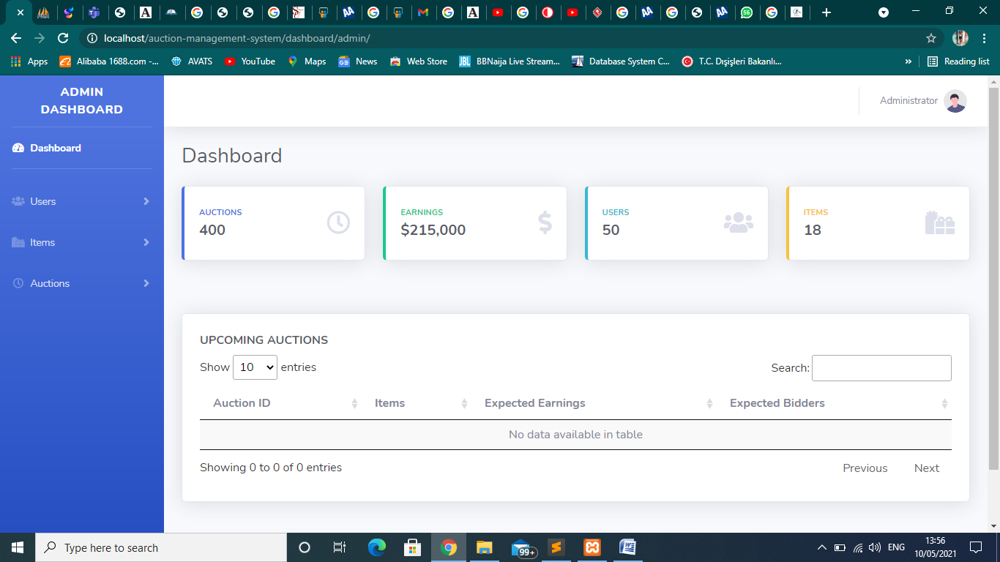 localhost/auction-management-system/dashboard/admin/
Apps
Alibaba 1688.com -...
AVATS
YouTube
Maps
News
Web Store
BBNaija Live Stream...
Database System C...
T.C. Dışişleri Bakanlı...
»
Reading list
ADMIN
DASHBOARD
Administrator
Dashboard
Users
Items
Auctions
Dashboard
AUCTIONS
400
EARNINGS
$215,000
USERS
50
ITEMS
18
UPCOMING AUCTIONS
Show 10 entries
Search:
Auction ID
Items
Expected Earnings
Expected Bidders
No data available in table
Showing 0 to 0 of 0 entries
Previous
Next
Type here to search
99+
ENG
13:56
10/05/2021